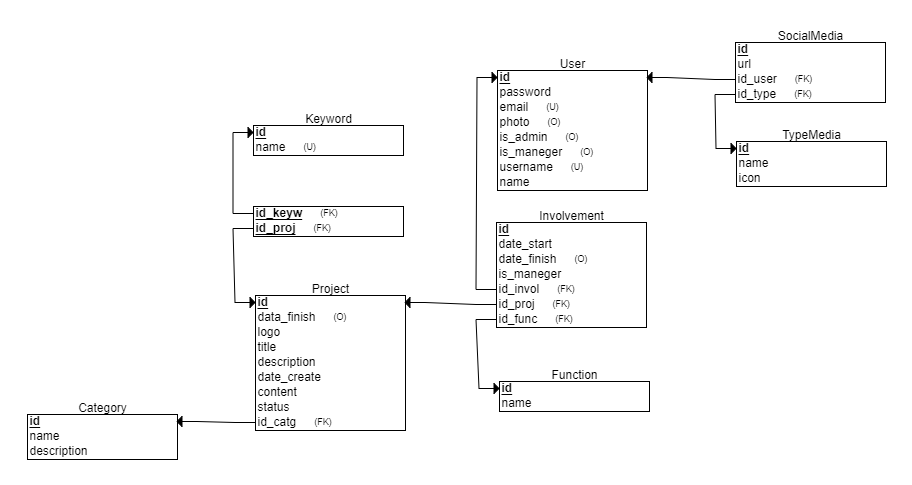 SocialMedia
id
url
id_user (FK)
id_type (FK)
User
id
password
email (U)
photo (O)
is_admin (O)
is_maneger (O)
username (U)
name
Keyword
id
name (U)
TypeMedia
id
name
icon
id_keyw (FK)
id_proj (FK)
Involvement
id
date_start
date_finish (O)
is_maneger
id_invol (FK)
id_proj (FK)
id_func (FK)
Project
id
data_finish (O)
logo
title
description
date_create
content
status
id_catg (FK)
Function
id
name
Category
id
name
description